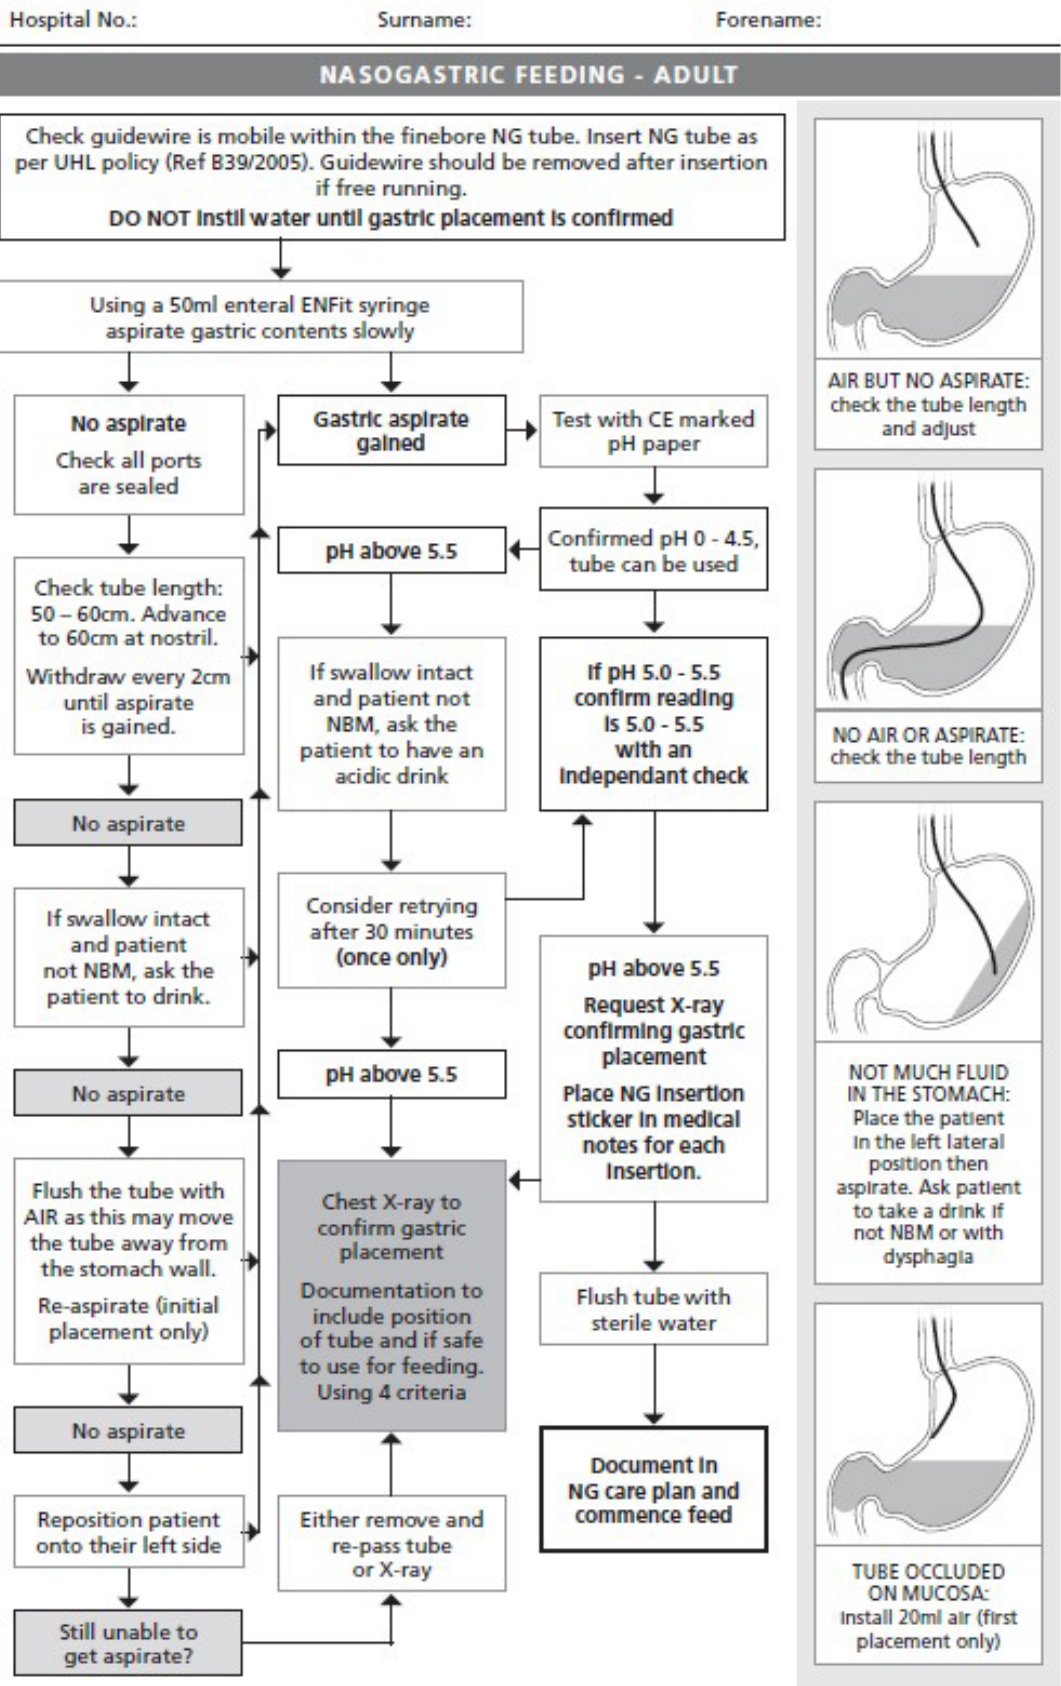 Hospital No.:
Surname:
Forename:
NASOGASTRIC FEEDING - ADULT
Check guidewire is mobile within the finebore NG tube. Insert NG tube as
per UHL policy (Ref B39/2005). Guidewire should be removed after insertion
if free running.
DO NOT instil water until gastric placement is confirmed
Using a 50ml enteral ENFit syringe
aspirate gastric contents slowly
No aspirate
Check all ports
are sealed
Check tube length:
50 – 60cm. Advance
to 60cm at nostril.
Withdraw every 2cm
until aspirate
is gained.
No aspirate
If swallow intact
and patient
not NBM, ask the
patient to drink.
No aspirate
Flush the tube with
AIR as this may move
the tube away from
the stomach wall.
Re-aspirate (initial
placement only)
No aspirate
Reposition patient
onto their left side
Still unable to
get aspirate?
Gastric aspirate
gained
pH above 5.5
If swallow intact
and patient not
NBM, ask the
patient to have an
acidic drink
Consider retrying
after 30 minutes
(once only)
pH above 5.5
Chest X-ray to
confirm gastric
placement
Documentation to
include position
of tube and if safe
to use for feeding.
Using 4 criteria
Either remove and
re-pass tube
or X-ray
Test with CE marked
pH paper
Confirmed pH 0 - 4.5,
tube can be used
If pH 5.0 - 5.5
confirm reading
is 5.0 - 5.5
with an
independant check
pH above 5.5
Request X-ray
confirming gastric
placement
Place NG insertion
sticker in medical
notes for each
insertion.
Flush tube with
sterile water
Document in
NG care plan and
commence feed
AIR BUT NO ASPIRATE:
check the tube length
and adjust
NO AIR OR ASPIRATE:
check the tube length
NOT MUCH FLUID
IN THE STOMACH:
Place the patient
in the left lateral
position then
aspirate. Ask patient
to take a drink if
not NBM or with
dysphagia
TUBE OCCLUDED
ON MUCOSA:
install 20ml air (first
placement only)